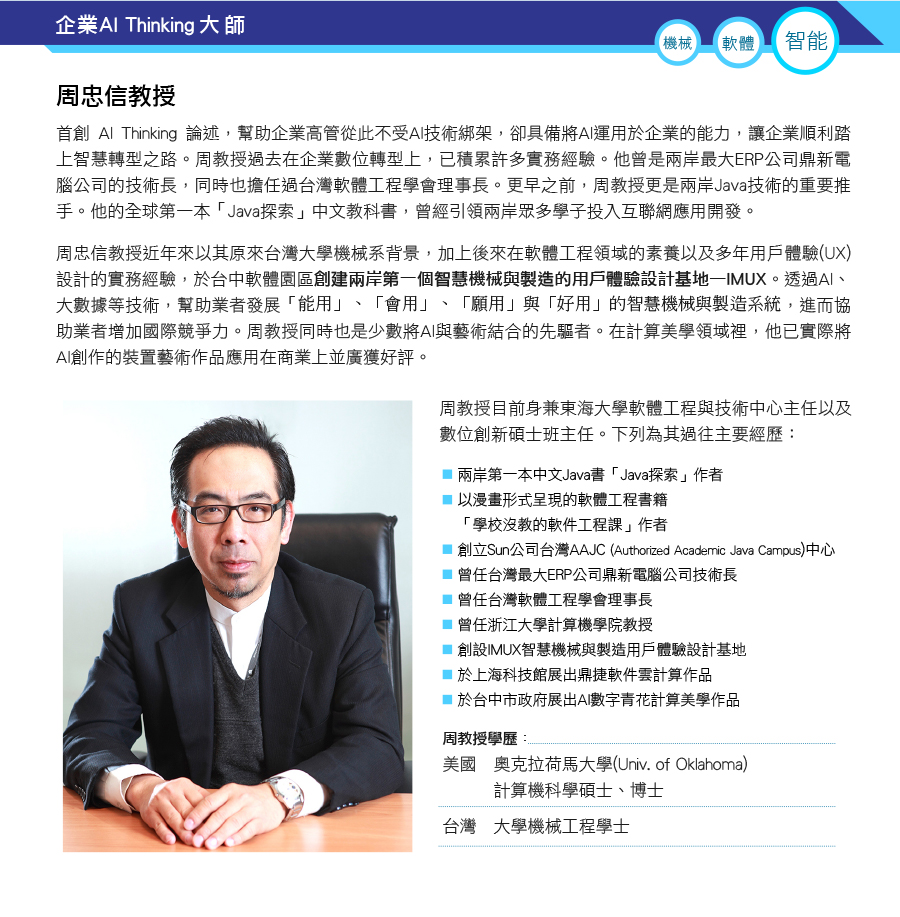 企業AI Thinking 大師
機械
軟體
智能
周忠信教授
首創 AI Thinking 論述，幫助企業高管從此不受AI技術綁架，卻具備將AI運用於企業的能力，讓企業順利踏
上智慧轉型之路。周教授過去在企業數位轉型上，已積累許多實務經驗。他曾是兩岸最大ERP公司鼎新電
腦公司的技術長，同時也擔任過台灣軟體工程學會理事長。更早之前，周教授更是兩岸Java技術的重要推
手。他的全球第一本「Java探索」中文教科書，曾經引領兩岸眾多學子投入互聯網應用開發。
周忠信教授近年來以其原來台灣大學機械系背景，加上後來在軟體工程領域的素養以及多年用戶體驗(UX)
設計的實務經驗，於台中軟體園區創建兩岸第一個智慧機械與製造的用戶體驗設計基地—IMUX。透過AI、
大數據等技術，幫助業者發展「能用」、「會用」、「願用」與「好用」的智慧機械與製造系統，進而協
助業者增加國際競爭力。周教授同時也是少數將AI與藝術結合的先驅者。在計算美學領域裡，他已實際將
AI創作的裝置藝術作品應用在商業上並廣獲好評。
周教授目前身兼東海大學軟體工程與技術中心主任以及
數位創新碩士班主任。下列為其過往主要經歷：
■ 兩岸第一本中文Java書「Java探索」作者
■ 以漫畫形式呈現的軟體工程書籍
「學校沒教的軟件工程課」作者
■ 創立Sun公司台灣AAJC (Authorized Academic Java Campus)中心
■ 曾任台灣最大ERP公司鼎新電腦公司技術長
■ 曾任台灣軟體工程學會理事長
■ 曾任浙江大學計算機學院教授
■ 創設IMUX智慧機械與製造用戶體驗設計基地
■ 於上海科技館展出鼎捷軟件雲計算作品
■ 於台中市政府展出AI數字青花計算美學作品
周教授學歷：
美國 奧克拉荷馬大學(Univ. of Oklahoma)
計算機科學碩士、博士
台灣 大學機械工程學士